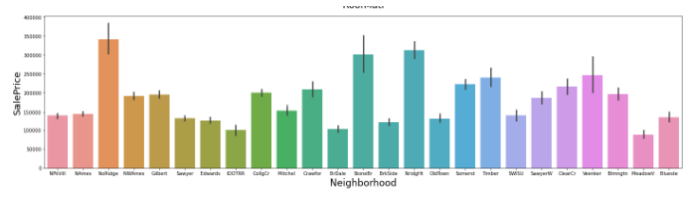 RoofMatl
400000
350000
300000
250000
200000
150000
100000
50000
0
SalePrice
NPkVill NAmes NoRidge NWAmes Gilbert Sawyer Edwards IDOTRR CollgCr Mitchel Crawfor BrDale StoneBr BrkSide NridgHt OldTown Somerst Timber SWISU SawyerW ClearCr Veenker Blmngtn MeadowV Blueste
Neighborhood